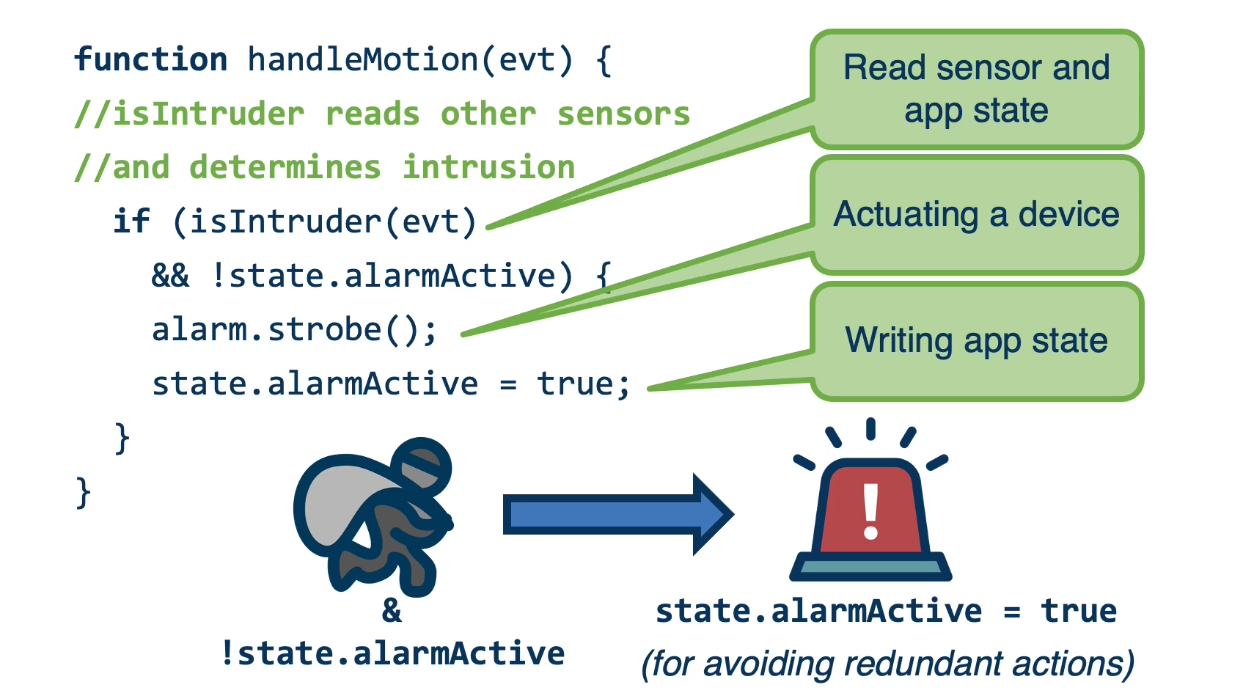 function handleMotion(evt) {
//isIntruder reads other sensors
//and determines intrusion
if (isIntruder(evt)
&& !state.alarmActive) {
alarm.strobe();
state.alarmActive = true;
}
}
Read sensor and
app state
Actuating a device
Writing app state
!
&
!state.alarmActive
state.alarmActive = true
(for avoiding redundant actions)